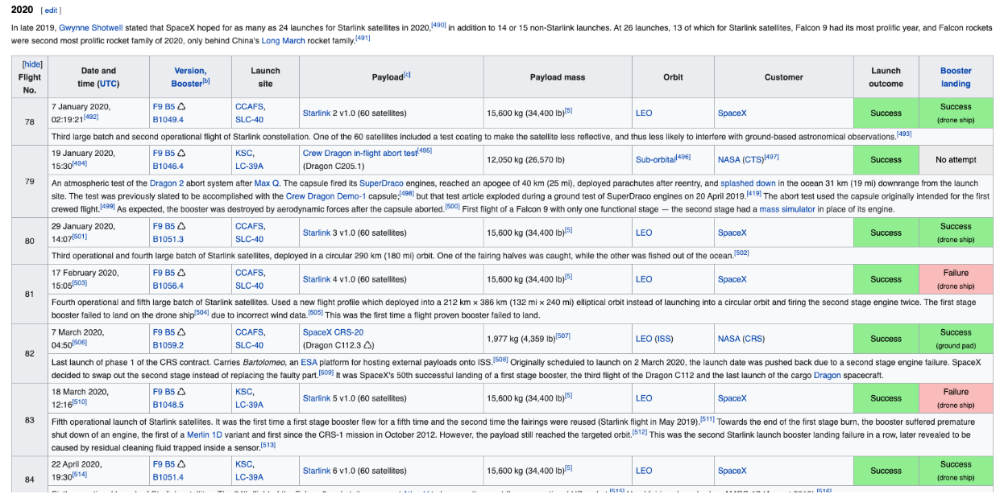 2020 [ edit ]
In late 2019, Gwynne Shotwell stated that SpaceX hoped for as many as 24 launches for Starlink satellites in 2020,[490] in addition to 14 or 15 non-Starlink launches. At 26 launches, 13 of which for Starlink satellites, Falcon 9 had its most prolific year, and Falcon rockets
were second most prolific rocket family of 2020, only behind China's Long March rocket family.[491]
[hide] Flight No. Date and time (UTC) Version, Booster[b] Launch site Payload[c] Payload mass Orbit Customer Launch outcome Booster landing
78 7 January 2020, 02:19:21[492] F9 B5 ♺ B1049.4 CCAFS, SLC-40 Starlink 2 v1.0 (60 satellites) 15,600 kg (34,400 lb)[5] LEO SpaceX Success Success (drone ship)
Third large batch and second operational flight of Starlink constellation. One of the 60 satellites included a test coating to make the satellite less reflective, and thus less likely to interfere with ground-based astronomical observations.[493]
79 19 January 2020, 15:30[494] F9 B5 ♺ B1046.4 KSC, LC-39A Crew Dragon in-flight abort test[495] (Dragon C205.1) 12,050 kg (26,570 lb) Sub-orbital[496] NASA (CTS)[497] Success No attempt
An atmospheric test of the Dragon 2 abort system after Max Q. The capsule fired its SuperDraco engines, reached an apogee of 40 km (25 mi), deployed parachutes after reentry, and splashed down in the ocean 31 km (19 mi) downrange from the launch
site. The test was previously slated to be accomplished with the Crew Dragon Demo-1 capsule;[498] but that test article exploded during a ground test of SuperDraco engines on 20 April 2019.[419] The abort test used the capsule originally intended for the first
crewed flight.[499] As expected, the booster was destroyed by aerodynamic forces after the capsule aborted.[500] First flight of a Falcon 9 with only one functional stage — the second stage had a mass simulator in place of its engine.
80 29 January 2020, 14:07[501] F9 B5 ♺ B1051.3 CCAFS, SLC-40 Starlink 3 v1.0 (60 satellites) 15,600 kg (34,400 lb)[5] LEO SpaceX Success Success (drone ship)
Third operational and fourth large batch of Starlink satellites, deployed in a circular 290 km (180 mi) orbit. One of the fairing halves was caught, while the other was fished out of the ocean.[502]
81 17 February 2020, 15:05[503] F9 B5 ♺ B1056.4 CCAFS, SLC-40 Starlink 4 v1.0 (60 satellites) 15,600 kg (34,400 lb)[5] LEO SpaceX Success Failure (drone ship)
Fourth operational and fifth large batch of Starlink satellites. Used a new flight profile which deployed into a 212 km × 386 km (132 mi × 240 mi) elliptical orbit instead of launching into a circular orbit and firing the second stage engine twice. The first stage
booster failed to land on the drone ship[504] due to incorrect wind data.[505] This was the first time a flight proven booster failed to land.
82 7 March 2020, 04:50[506] F9 B5 ♺ B1059.2 CCAFS, SLC-40 SpaceX CRS-20 (Dragon C112.3 ♺) 1,977 kg (4,359 lb)[507] LEO (ISS) NASA (CRS) Success Success (ground pad)
Last launch of phase 1 of the CRS contract. Carries Bartolomeo, an ESA platform for hosting external payloads onto ISS.[508] Originally scheduled to launch on 2 March 2020, the launch date was pushed back due to a second stage engine failure. SpaceX
decided to swap out the second stage instead of replacing the faulty part.[509] It was SpaceX's 50th successful landing of a first stage booster, the third flight of the Dragon C112 and the last launch of the cargo Dragon spacecraft.
83 18 March 2020, 12:16[510] F9 B5 ♺ B1048.5 KSC, LC-39A Starlink 5 v1.0 (60 satellites) 15,600 kg (34,400 lb)[5] LEO SpaceX Success Failure (drone ship)
Fifth operational launch of Starlink satellites. It was the first time a first stage booster flew for a fifth time and the second time the fairings were reused (Starlink flight in May 2019).[511] Towards the end of the first stage burn, the booster suffered premature
shut down of an engine, the first of a Merlin 1D variant and first since the CRS-1 mission in October 2012. However, the payload still reached the targeted orbit.[512] This was the second Starlink launch booster landing failure in a row, later revealed to be
caused by residual cleaning fluid trapped inside a sensor.[513]
84 22 April 2020, 19:30[514] F9 B5 ♺ B1051.4 KSC, LC-39A Starlink 6 v1.0 (60 satellites) 15,600 kg (34,400 lb)[5] LEO SpaceX Success Success (drone ship)